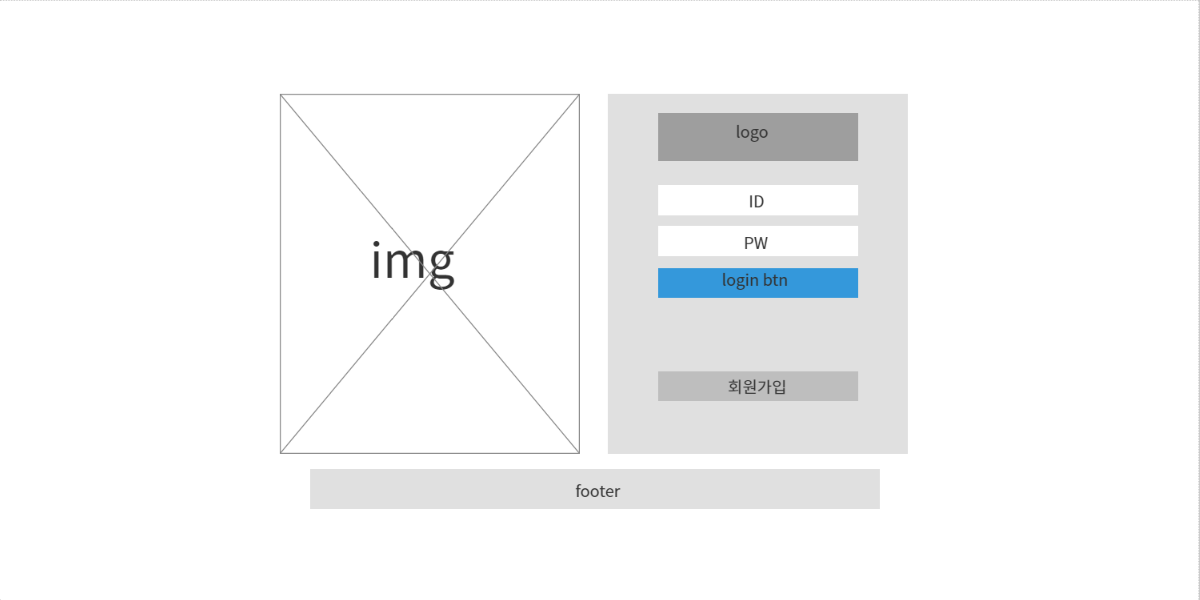 img
logo
ID
PW
login btn
회원가입
footer